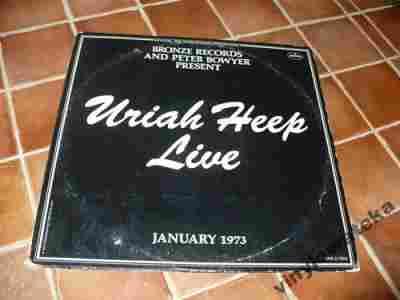 BRONZE RECORDS
AND PETER BOWYER
PRESENT
Uriah Heep
Live
JANUARY 1973